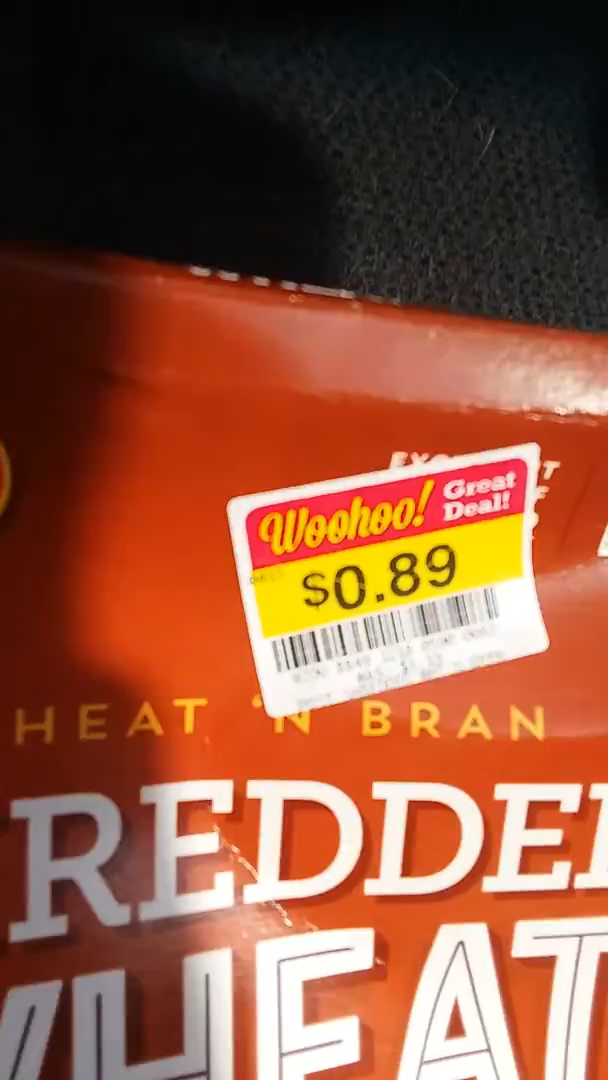 Woohoo! Great
Deal!
$0.89
HEAT 'N BRAN
REDDE
HEAT